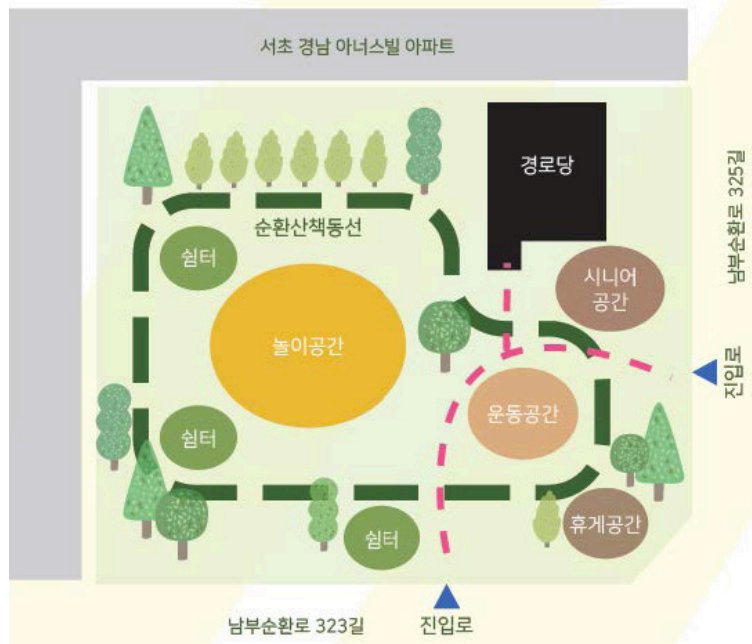 서초 경남 아너스빌 아파트
경로당
남부순환로 325길
순환산책동선
쉼터
시니어
공간
놀이공간
진입로
운동공간
쉼터
휴게공간
쉼터
남부순환로 323길
진입로